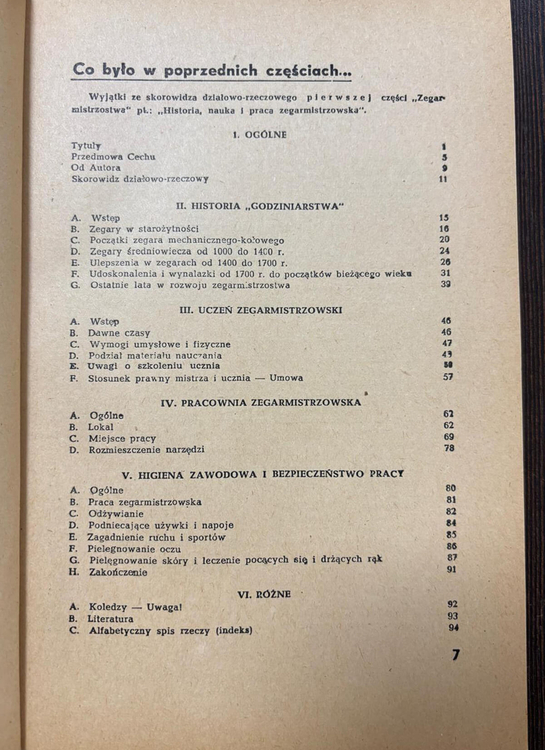 Co było w poprzednich częściach...
Wyjątki ze skorowidza działowo-rzeczowego pierwszej części „Zegar-
mistrzostwa" pt.: „Historia, nauka i praca zegarmistrzowska".
I. OGÓLNE
Tytuły 1
Przedmowa Cechu 5
Od Autora 9
Skorowidz działowo-rzeczowy 11
II. HISTORIA „GODZINIARSTWA"
A. Wstęp 15
B. Zegary w starożytności 16
C. Początki zegara mechanicznego-kołowego 20
D. Zegary średniowiecza od 1000 do 1400 r. 24
E. Ulepszenia w zegarach od 1400 do 1700 r. 26
F. Udoskonalenia i wynalazki od 1700 r. do początków bieżącego wieku 31
G. Ostatnie lata w rozwoju zegarmistrzostwa 39
III. UCZEŃ ZEGARMISTRZOWSKI
A. Wstęp 46
B. Dawne czasy 46
C. Wymogi umysłowe i fizyczne 47
D. Podział materiału nauczania 49
E. Uwagi o szkoleniu ucznia 50
F. Stosunek prawny mistrza i ucznia — Umowa 57
IV. PRACOWNIA ZEGARMISTRZOWSKA
A. Ogólne 62
B. Lokal 62
C. Miejsce pracy 69
D. Rozmieszczenie narzędzi 78
V. HIGIENA ZAWODOWA I BEZPIECZEŃSTWO PRACY
A. Ogólne 80
B. Praca zegarmistrzowska 81
C. Odżywianie 82
D. Podniecające używki i napoje 84
E. Zagadnienie ruchu i sportów 85
F. Pielegnowanie oczu 86
G. Pielęgnowanie skóry i leczenie pocących się i drżących rąk 87
H. Zakończenie 91
VI. RÓŻNE
A. Koledzy — Uwaga! 92
B. Literatura 93
C. Alfabetyczny spis rzeczy (indeks) 94
7